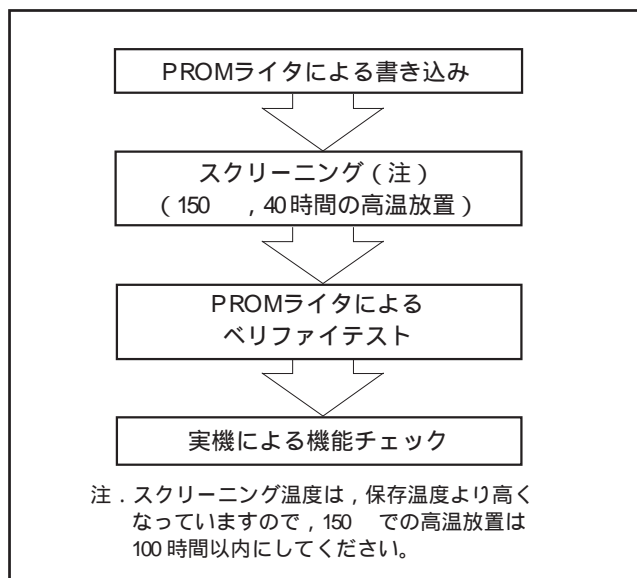 PROMライタによる書き込み
スクリーニング（注）
（150　，40時間の高温放置）
PROMライタによる
ベリファイテスト
実機による機能チェック
注．スクリーニング温度は，保存温度より高く
なっていますので，150　での高温放置は
100時間以内にしてください。